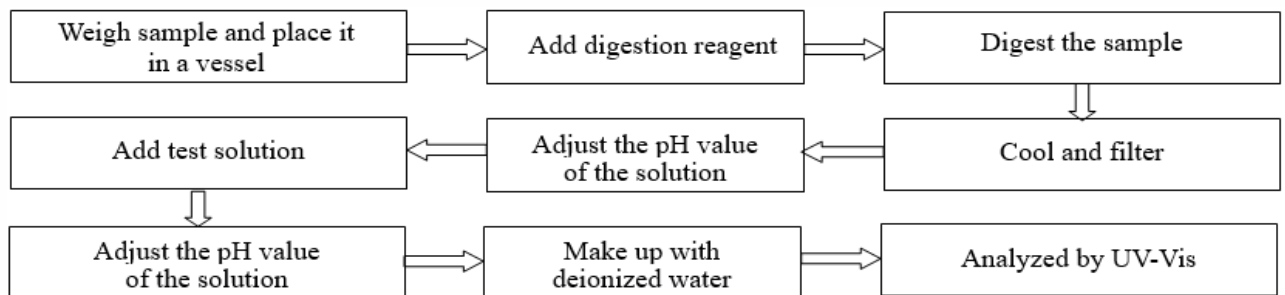 Weigh sample and place it
in a vessel
Add digestion reagent
Digest the sample
Cool and filter
Adjust the pH value
of the solution
Add test solution
Adjust the pH value
of the solution
Make up with
deionized water
Analyzed by UV-Vis